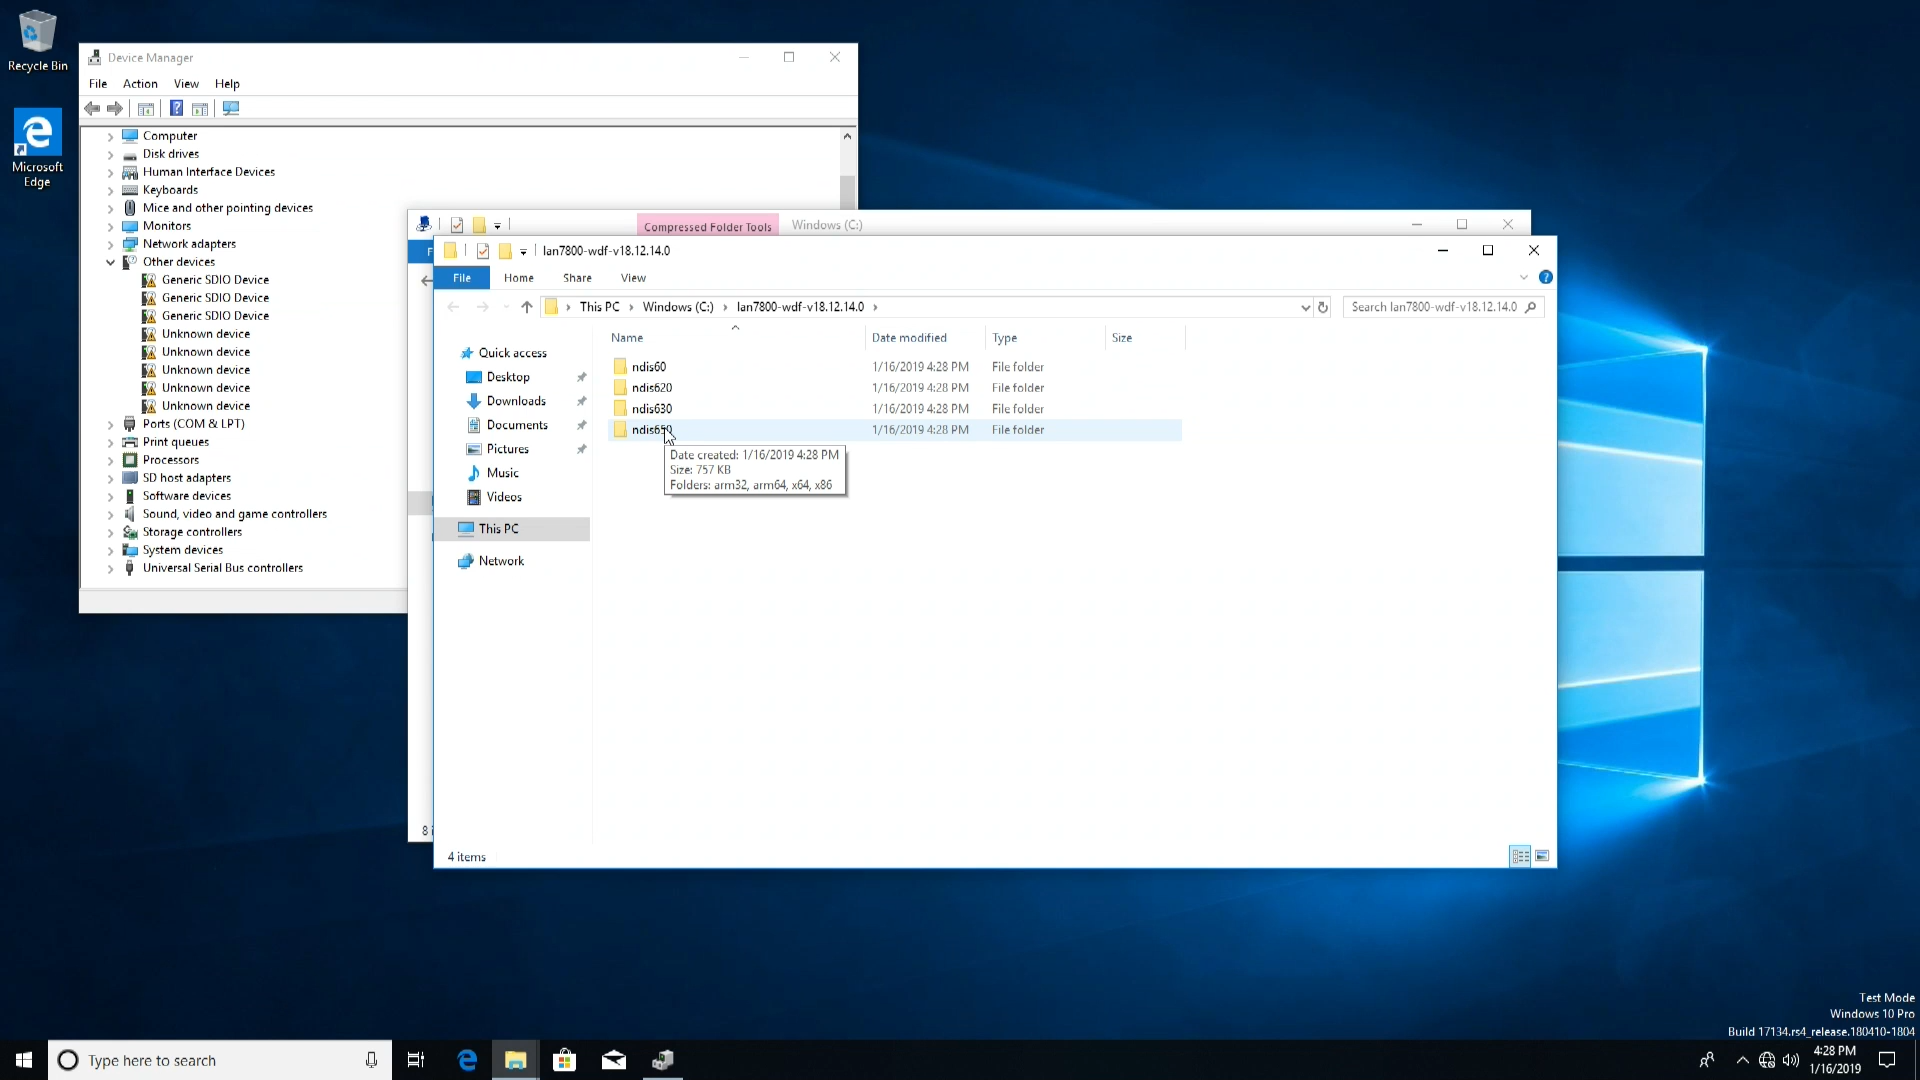 Recycle Bin
Microsoft
Edge
Device Manager
File Action View Help
Computer
Disk drives
Human Interface Devices
Keyboards
Mice and other pointing devices
Monitors
Network adapters
Other devices
Generic SDIO Device
Generic SDIO Device
Generic SDIO Device
Unknown device
Unknown device
Unknown device
Unknown device
Unknown device
Ports (COM & LPT)
Print queues
Processors
SD host adapters
Software devices
Sound, video and game controllers
Storage controllers
System devices
Universal Serial Bus controllers
Compressed Folder Tools Windows (C:)
F
8 i
lan7800-wdf-v18.12.14.0
File Home Share View
This PC > Windows (C:) > lan7800-wdf-v18.12.14.0 >
Search lan7800-wdf-v18.12.14.0
Quick access
Desktop
Downloads
Documents
Pictures
Music
Videos
This PC
Network
Name Date modified Type Size
ndis60 1/16/2019 4:28 PM File folder
ndis620 1/16/2019 4:28 PM File folder
ndis630 1/16/2019 4:28 PM File folder
ndis650 1/16/2019 4:28 PM File folder
Date created: 1/16/2019 4:28 PM
Size: 757 KB
Folders: arm32, arm64, x64, x86
4 items
Test Mode
Windows 10 Pro
Build 17134.rs4_release.180410-1804
Type here to search
4:28 PM
1/16/2019